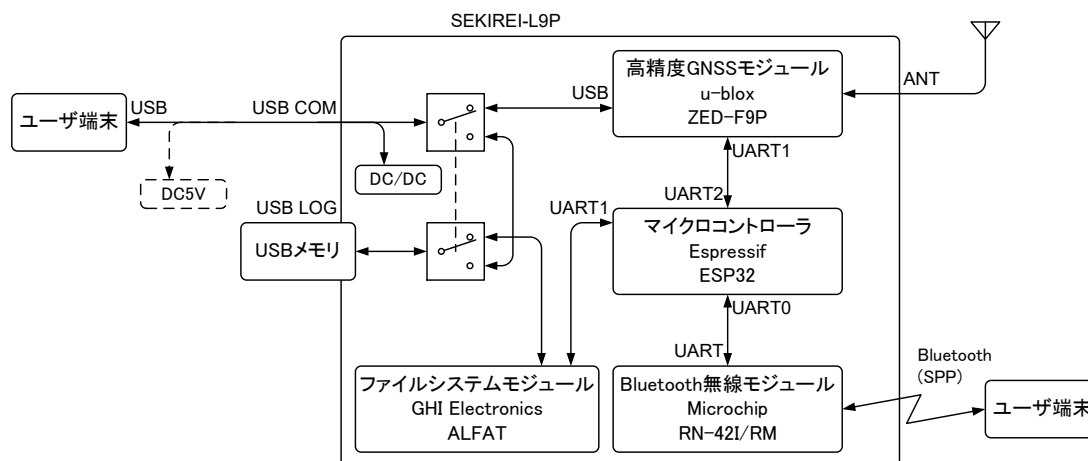 SEKIREI-L9P
高精度GNSSモジュール
u-blox
ZED-F9P
ANT
USB
USB COM
USB
ユーザ端末
DC5V
DC/DC
UART1
UART2
USB LOG
USBメモリ
UART1
マイクロコントローラ
Espressif
ESP32
UART0
UART
ファイルシステムモジュール
GHI Electronics
ALFAT
Bluetooth無線モジュール
Microchip
RN-42I/RM
Bluetooth
(SPP)
ユーザ端末